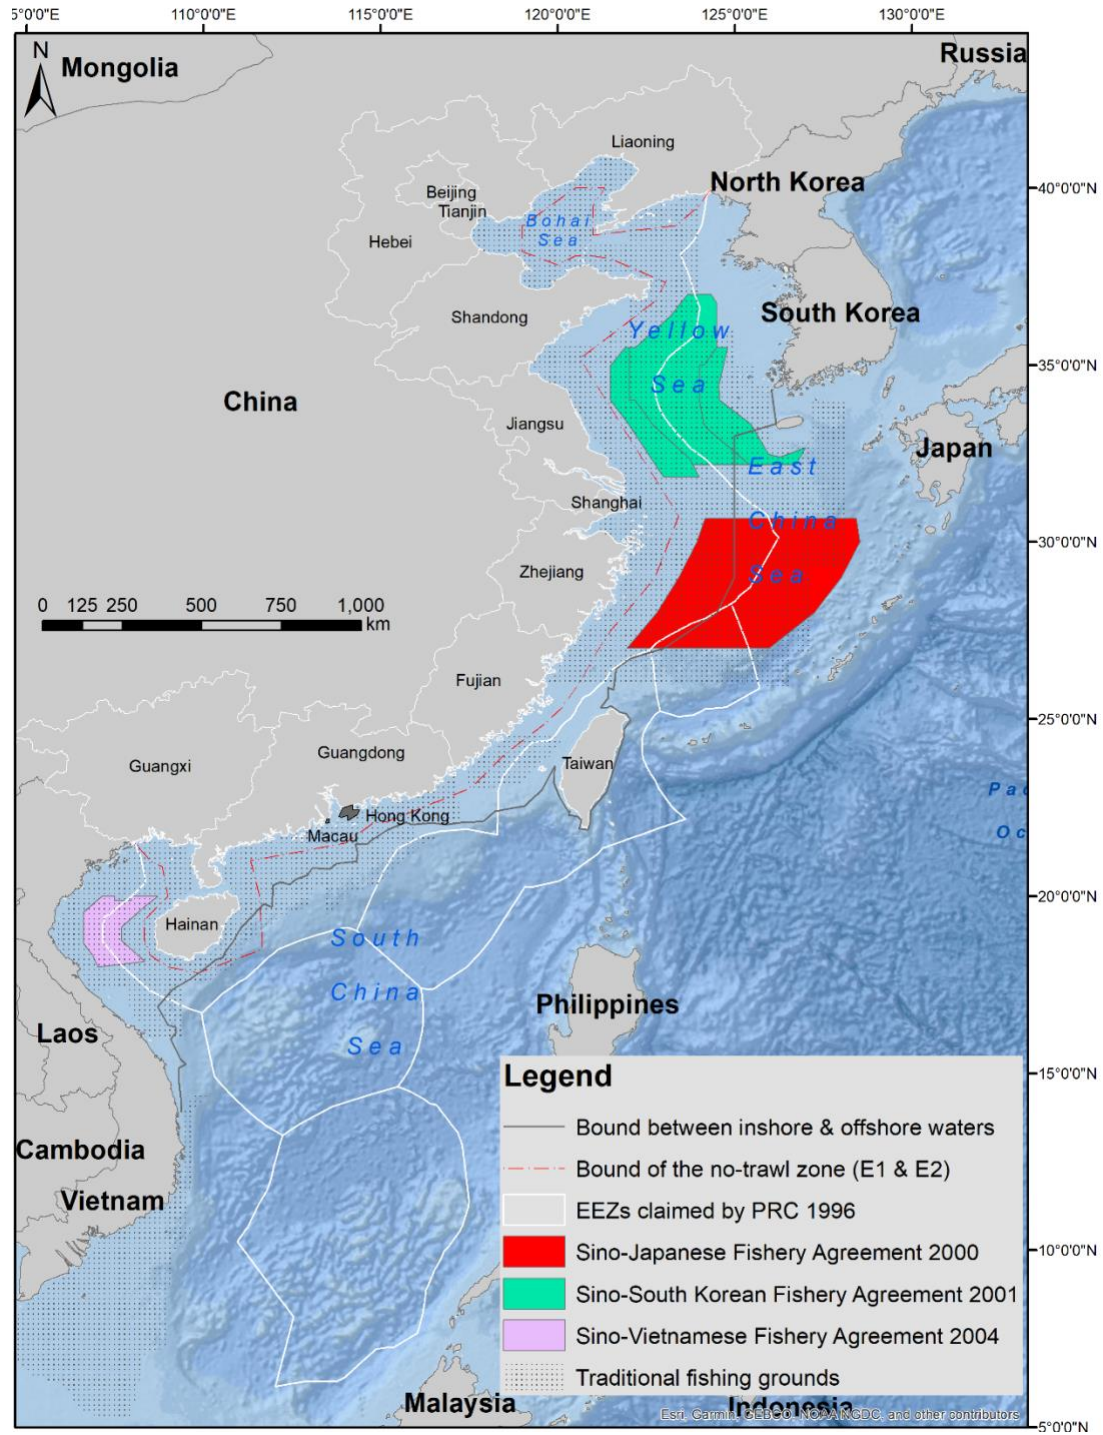 5°0'0"E 110°0'0"E 115°0'0"E 120°0'0"E 125°0'0"E 130°0'0"E
N
Mongolia
Russia
Liaoning
North Korea
40°0'0"N
Beijing
Tianjin
Bohai
Sea
Hebei
South Korea
Shandong
Yellow
Sea
35°0'0"N
China
Jiangsu
Japan
East
China
Sea
Shanghai
30°0'0"N
Zhejiang
0 125 250 500 750 1,000
km
Fujian
25°0'0"N
Guangdong
Guangxi
Taiwan
Pac
Oc
Hong Kong
Macau
20°0'0"N
Hainan
South
China
Sea
Philippines
Laos
15°0'0"N
Cambodia
Vietnam
10°0'0"N
Legend
Bound between inshore & offshore waters
Bound of the no-trawl zone (E1 & E2)
EEZs claimed by PRC 1996
Sino-Japanese Fishery Agreement 2000
Sino-South Korean Fishery Agreement 2001
Sino-Vietnamese Fishery Agreement 2004
Traditional fishing grounds
Malaysia
Indonesia
Esri, Garmin, GEBCO, NOAA NGDC, and other contributors
5°0'0"N